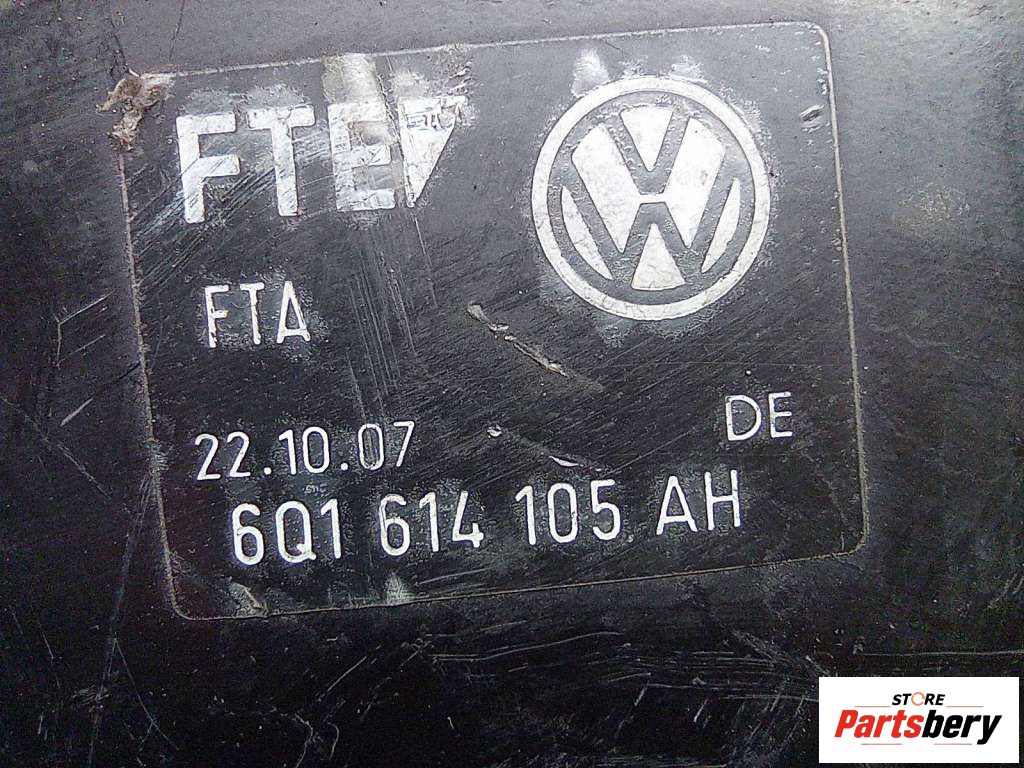 FTE
FTA
22.10.07
DE
6Q1 614 105 AH
STORE
Partsbery